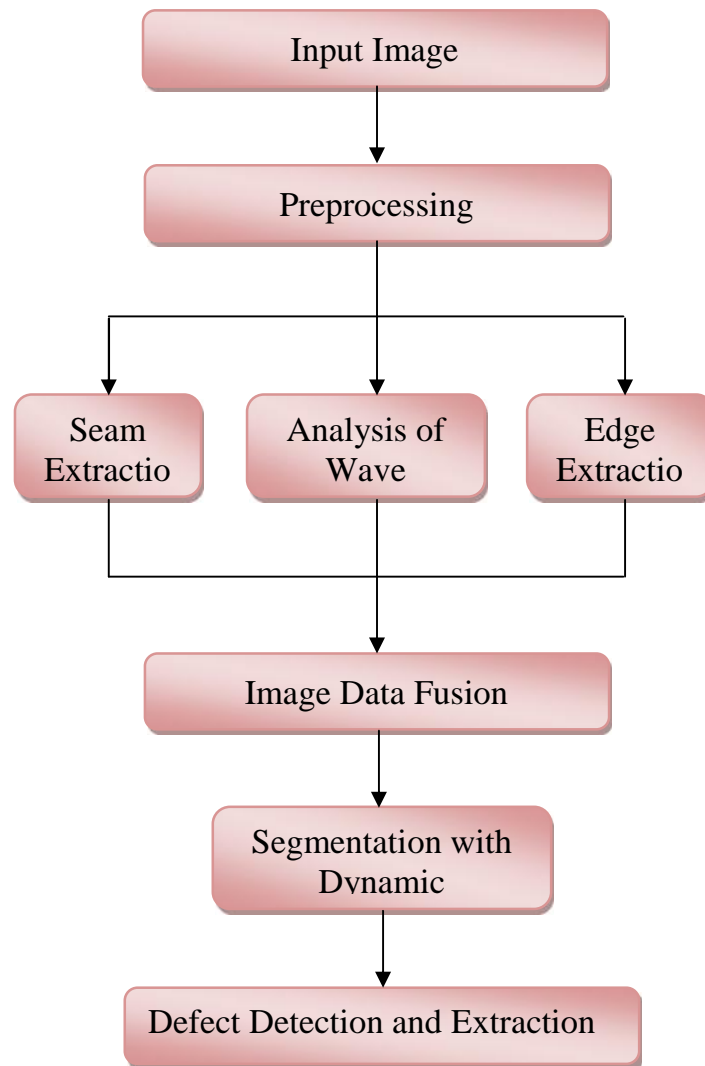 Input Image
Preprocessing
Seam
Extractio
Analysis of
Wave
Edge
Extractio
Image Data Fusion
Segmentation with
Dynamic
Defect Detection and Extraction